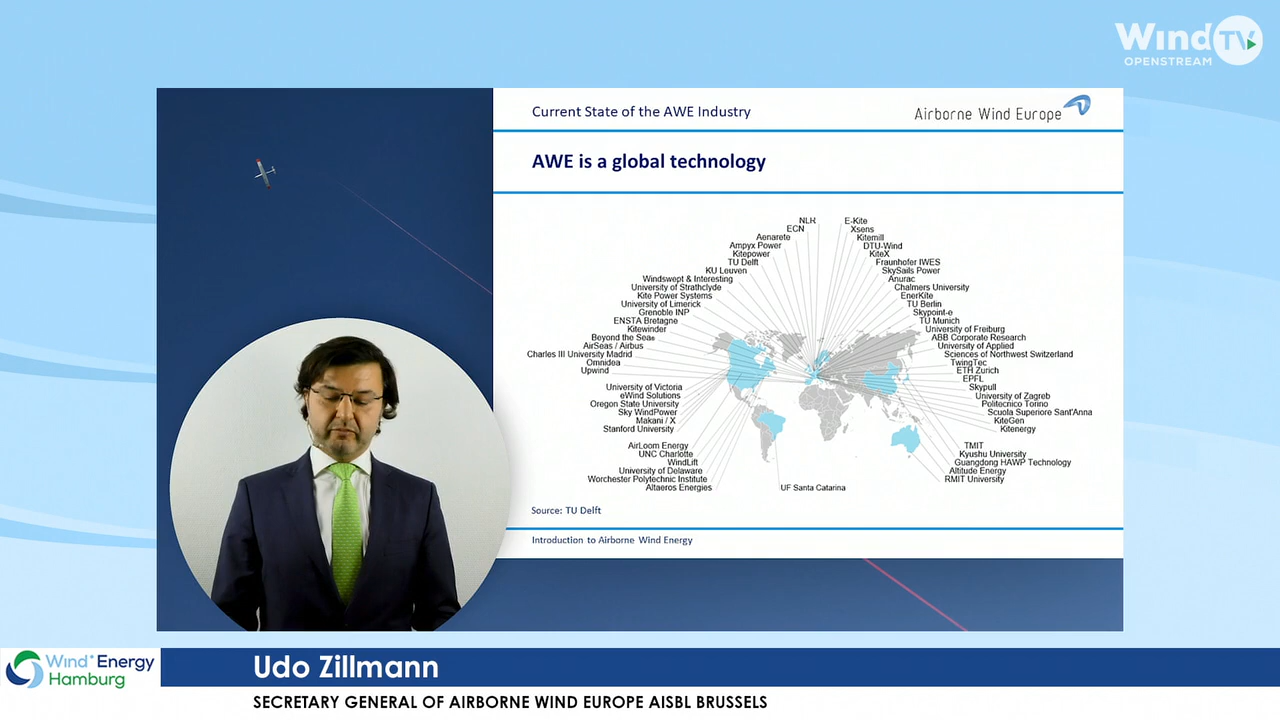 WindTV
OPENSTREAM
Current State of the AWE Industry
Airborne Wind Europe
AWE is a global technology
NLR
ECN
Aenarete
Ampyx Power
Kitepower
TU Delft
KU Leuven
Windswept & Interesting
University of Strathclyde
Kite Power Systems
University of Limerick
Grenoble INP
ENSTA Bretagne
Kitewinder
Beyond the Sea®
AirSeas / Airbus
Charles III University Madrid
Omnidea
Upwind
University of Victoria
eWind Solutions
Oregon State University
Sky WindPower
Makani / X
Stanford University
AirLoom Energy
UNC Charlotte
WindLift
University of Delaware
Worchester Polytechnic Institute
Altaeros Energies
E-Kite
Xsens
Kitemill
DTU-Wind
KiteX
Fraunhofer IWES
SkySails Power
Anurac
Chalmers University
EnerKite
TU Berlin
Skypoint-e
TU Munich
University of Freiburg
ABB Corporate Research
University of Applied
Sciences of Northwest Switzerland
TwingTec
ETH Zurich
EPFL
Skypull
University of Zagreb
Politecnico Torino
Scuola Superiore Sant'Anna
KiteGen
Kitenergy
TMIT
Kyushu University
Guangdong HAWP Technology
Altitude Energy
RMIT University
UF Santa Catarina
Source: TU Delft
Introduction to Airborne Wind Energy
Wind Energy
Hamburg
Udo Zillmann
SECRETARY GENERAL OF AIRBORNE WIND EUROPE AISBL BRUSSELS